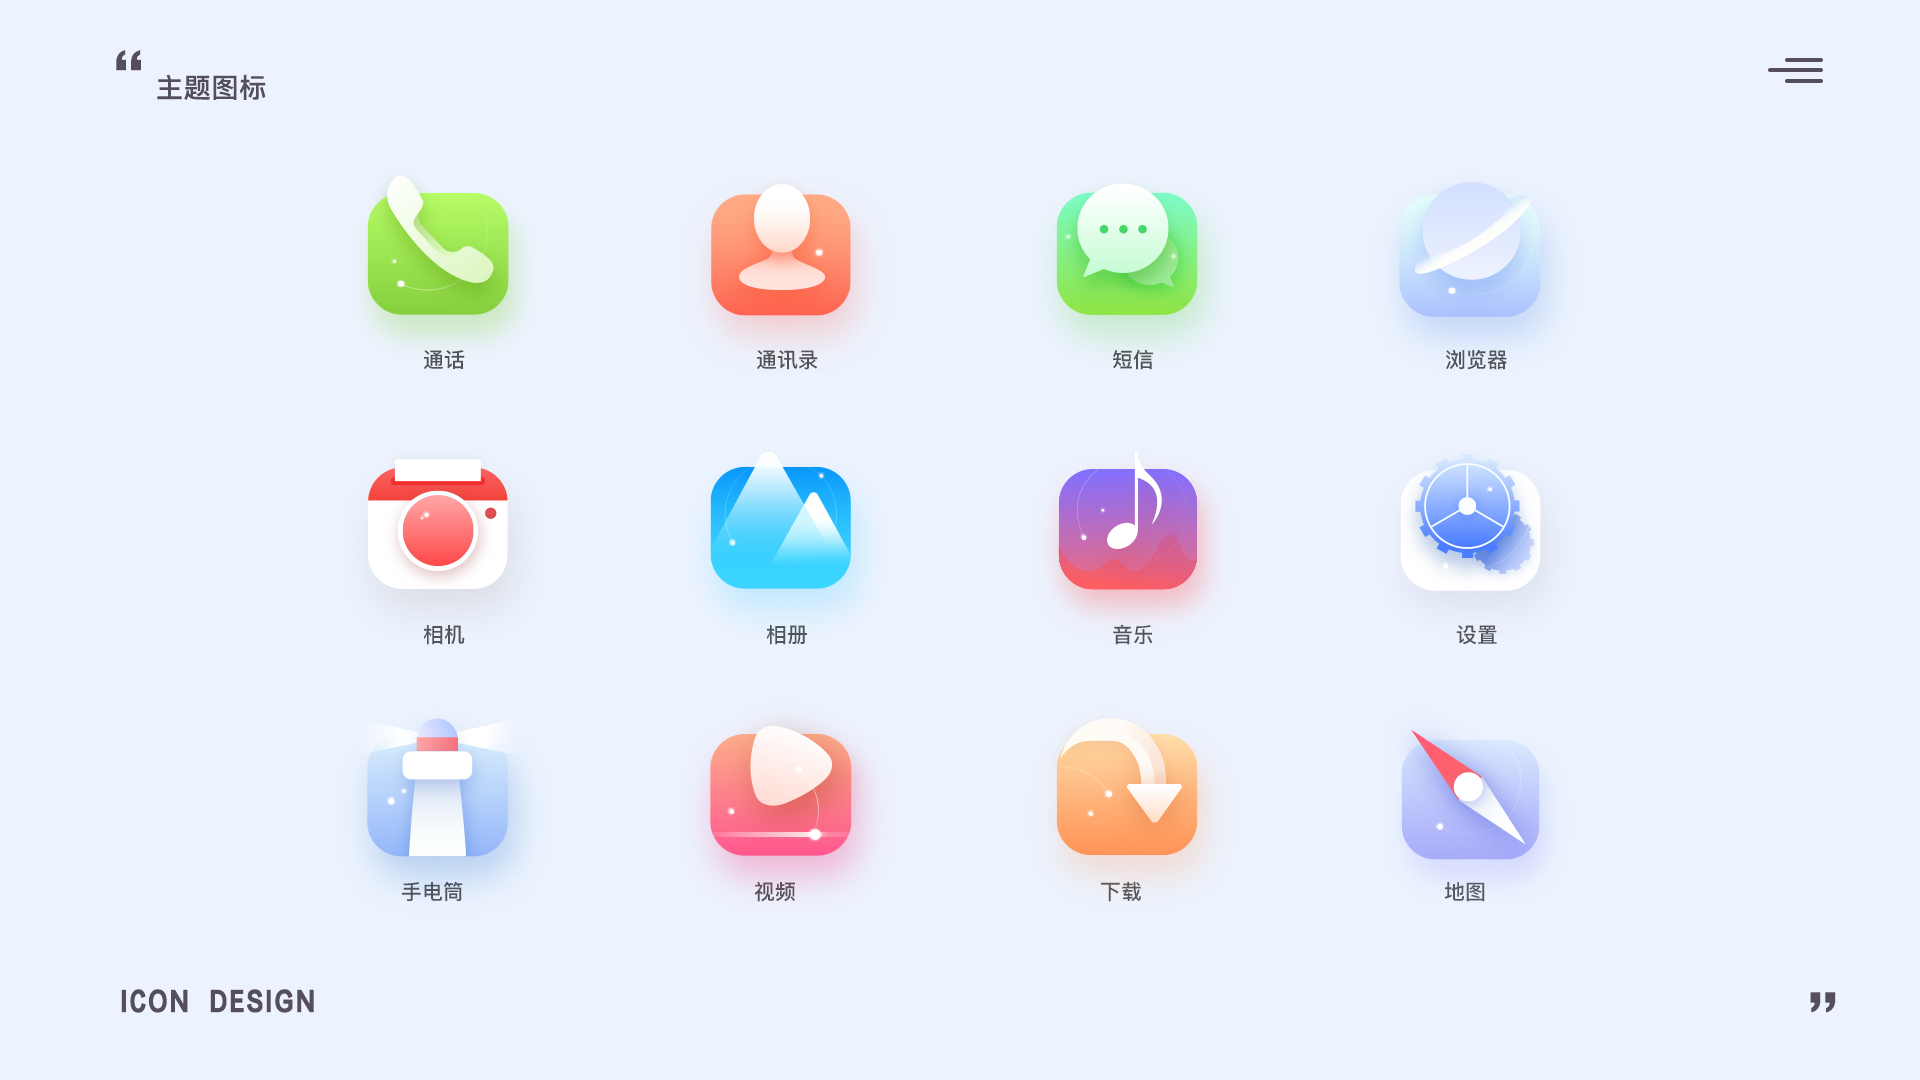 “
主题图标
通话
通讯录
短信
浏览器
相机
相册
音乐
设置
手电筒
视频
下载
地图
ICON DESIGN
”